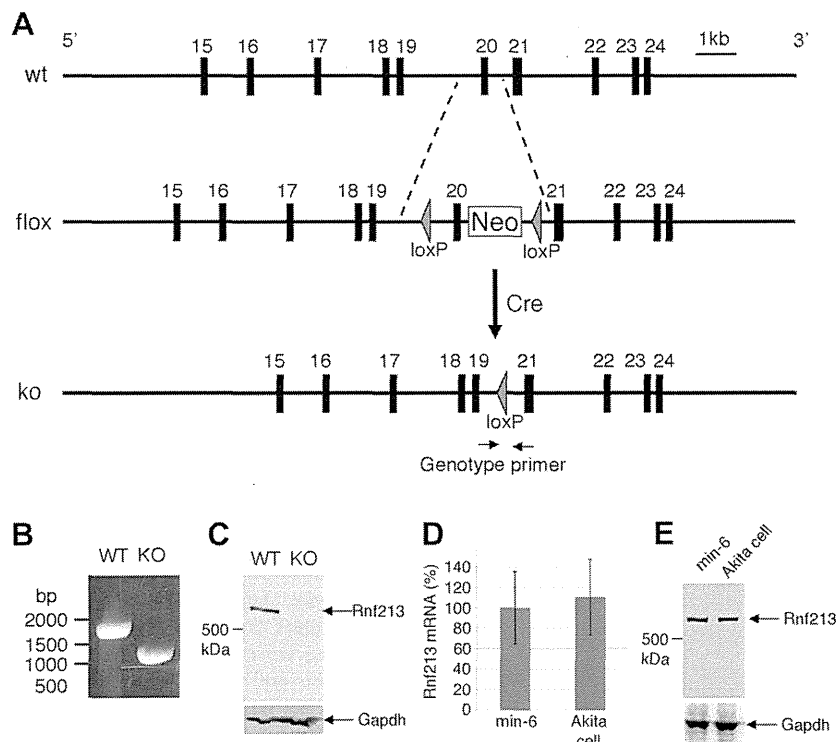 A
5' 15 16 17 18 19 20 21 22 23 24 1kb 3'
wt
15 16 17 18 19 20 21 22 23 24
flox Neo
loxP loxP
Cre
15 16 17 18 19 21 22 23 24
ko
loxP
Genotype primer
B
WT KO
bp
2000
1500
1000
500
C
WT KO
Rnf213
500
kDa
Gapdh
D
Rnf213 mRNA (%)
140
120
100
80
60
40
20
0
min-6
Akita
cell
E
min-6
Akita cell
Rnf213
500
kDa
Gapdh